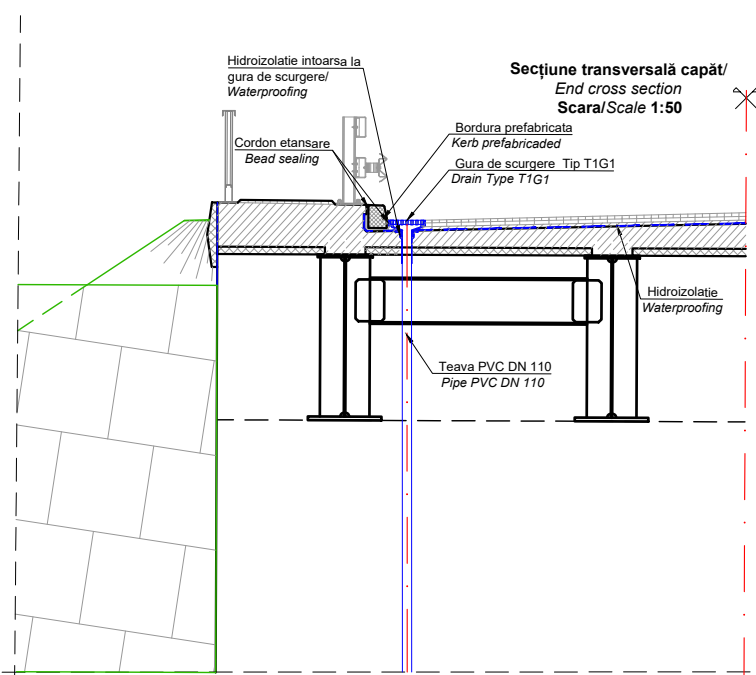 Hidroizolatie intoarsa la
gura de scurgere/
Waterproofing
Secțiune transversală capăt/
End cross section
Scara/Scale 1:50
Bordura prefabricata
Kerb prefabricaded
Cordon etansare
Bead sealing
Gura de scurgere Tip T1G1
Drain Type T1G1
Hidroizolatie
Waterproofing
Teava PVC DN 110
Pipe PVC DN 110